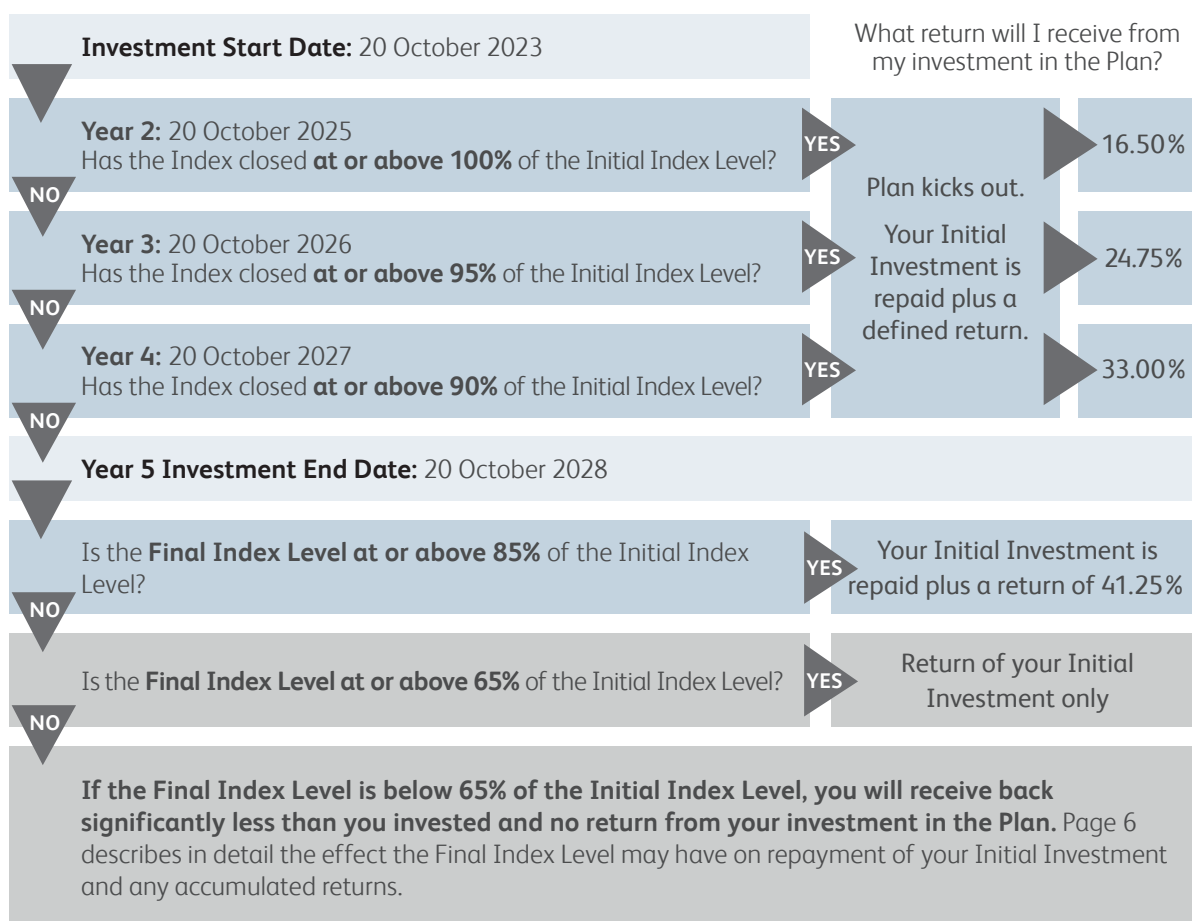 Investment Start Date: 20 October 2023
What return will I receive from
my investment in the Plan?
Year 2: 20 October 2025
Has the Index closed at or above 100% of the Initial Index Level?
YES
16.50%
NO
Year 3: 20 October 2026
Has the Index closed at or above 95% of the Initial Index Level?
YES
24.75%
NO
Year 4: 20 October 2027
Has the Index closed at or above 90% of the Initial Index Level?
YES
33.00%
Plan kicks out.
Your Initial
Investment is
repaid plus a
defined return.
NO
Year 5 Investment End Date: 20 October 2028
Is the Final Index Level at or above 85% of the Initial Index
Level?
YES
Your Initial Investment is
repaid plus a return of 41.25%
NO
Is the Final Index Level at or above 65% of the Initial Index Level?
YES
Return of your Initial
Investment only
NO
If the Final Index Level is below 65% of the Initial Index Level, you will receive back
significantly less than you invested and no return from your investment in the Plan. Page 6
describes in detail the effect the Final Index Level may have on repayment of your Initial Investment
and any accumulated returns.